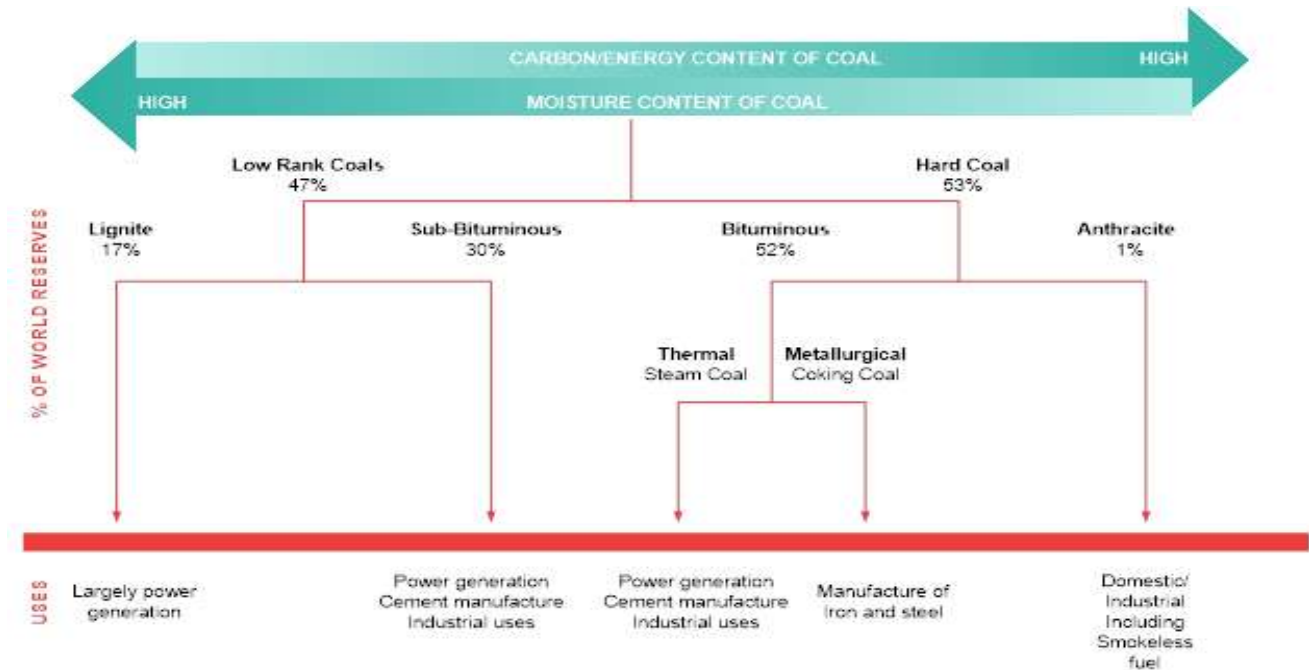 CARBON/ENERGY CONTENT OF COAL HIGH
HIGH MOISTURE CONTENT OF COAL
Low Rank Coals
47%
Hard Coal
53%
% OF WORLD RESERVES
Lignite
17%
Sub-Bituminous
30%
Bituminous
52%
Anthracite
1%
Thermal
Steam Coal
Metallurgical
Coking Coal
USES
Largely power
generation
Power generation
Cement manufacture
Industrial uses
Power generation
Cement manufacture
Industrial uses
Manufacture of
Iron and steel
Domestic/
Industrial
Including
Smokeless
fuel